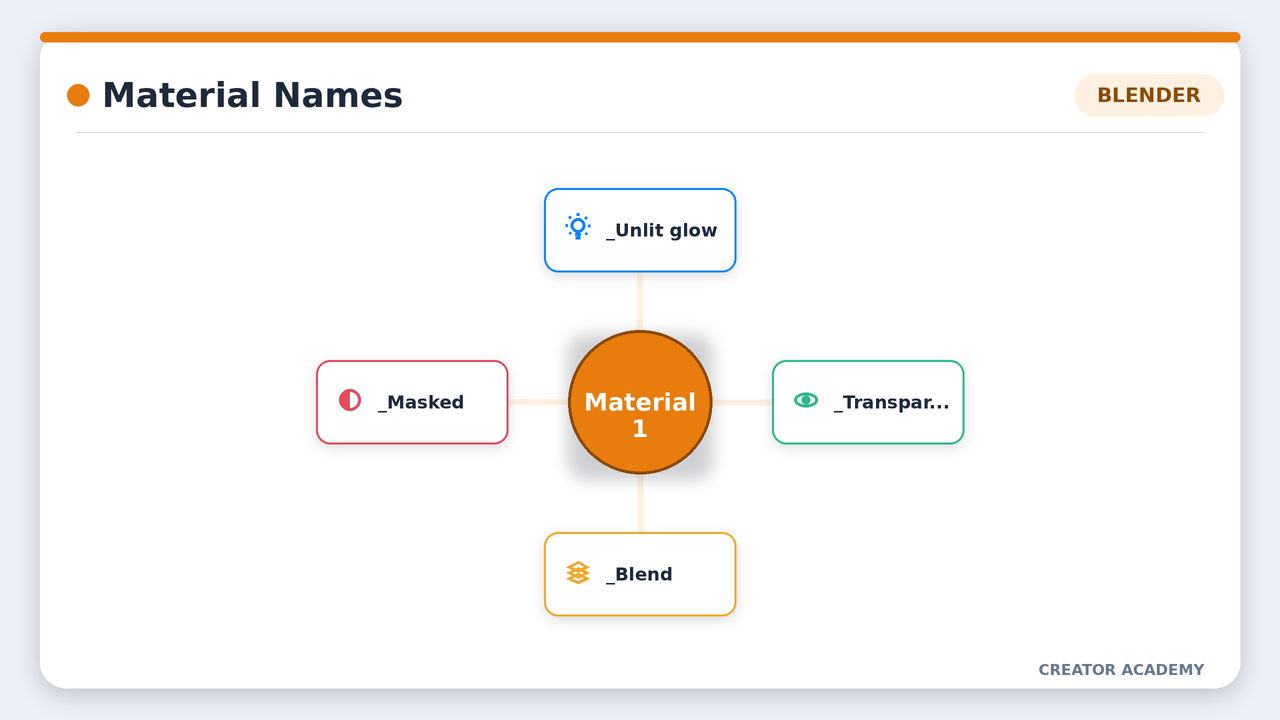 Material Names
BLENDER
_Unlit glow
_Masked
Material
1
_Transpar...
_Blend
CREATOR ACADEMY